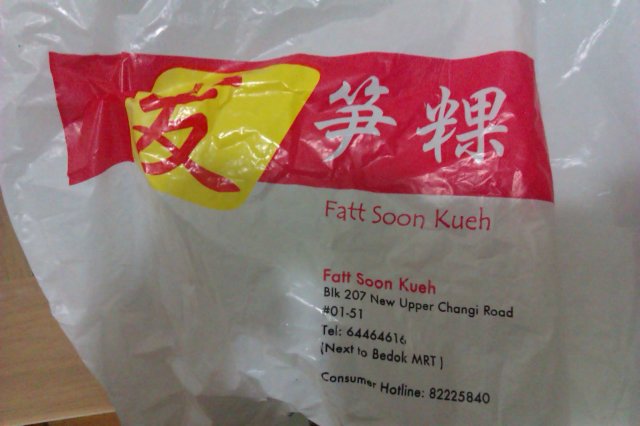 发 笋 粿
Fatt Soon Kueh
Fatt Soon Kueh
Blk 207 New Upper Changi Road
#01-51
Tel: 64464616
(Next to Bedok MRT )
Consumer Hotline: 82225840